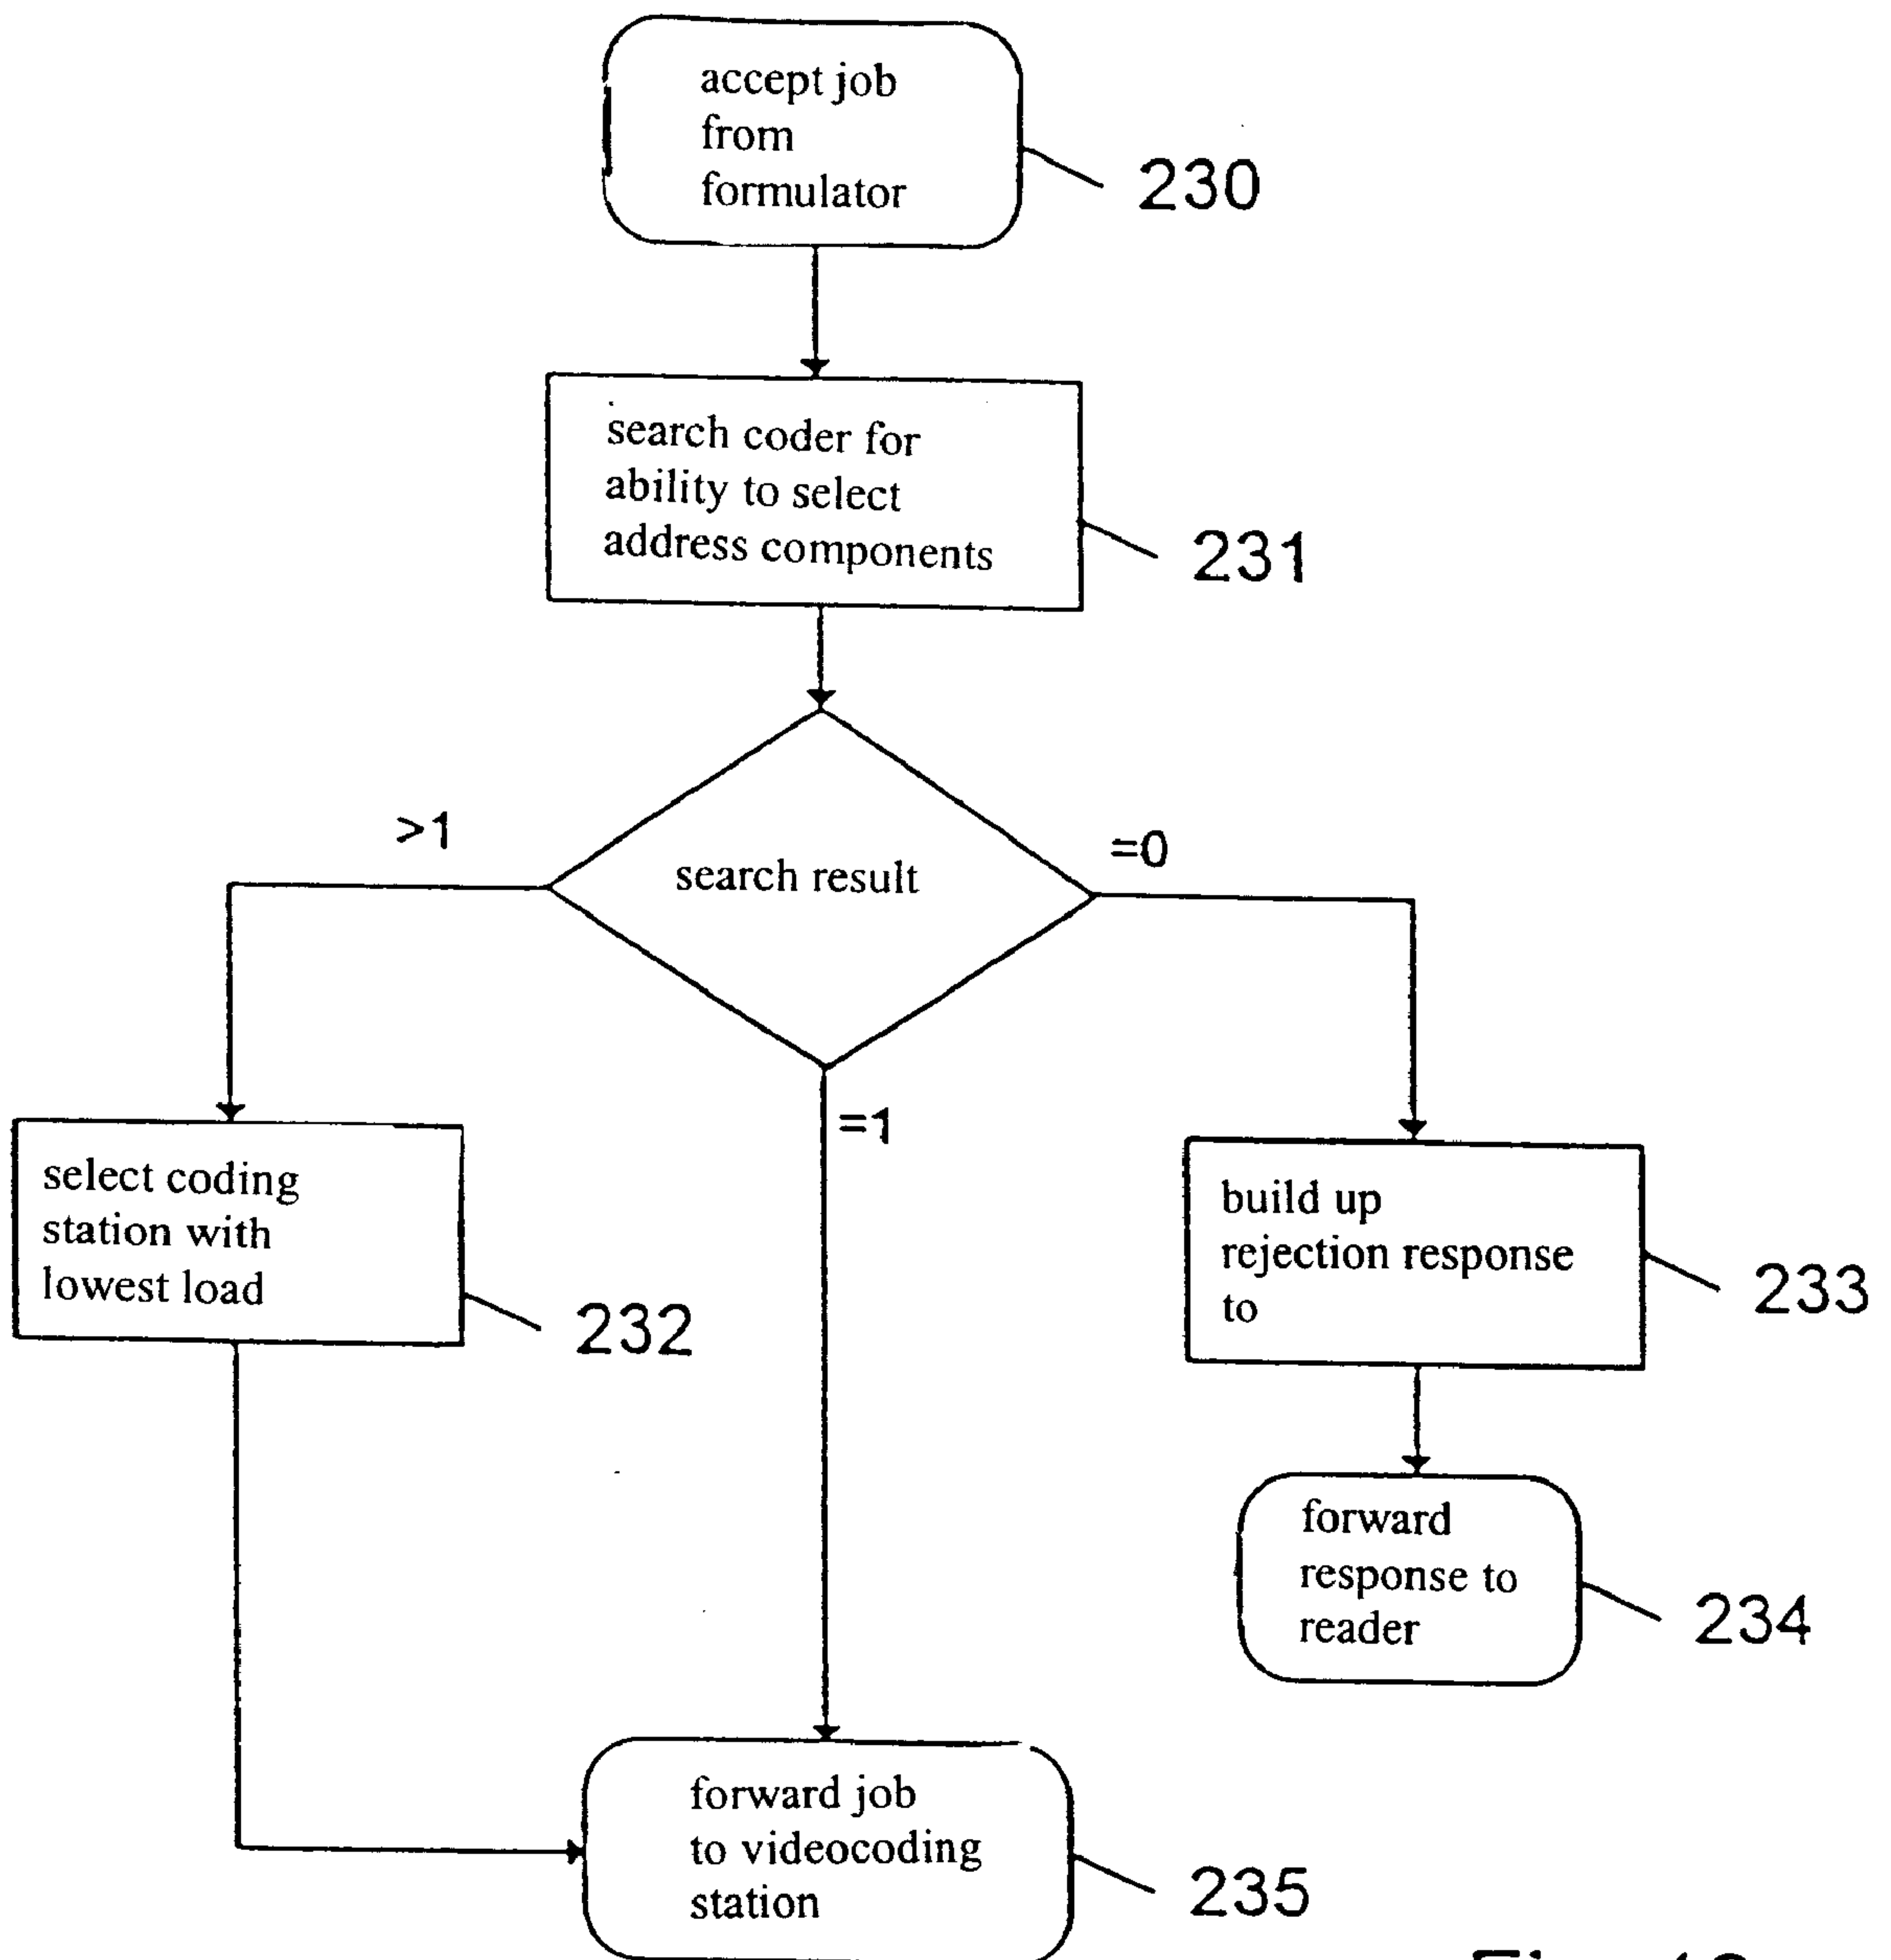 accept job
from
formulator
230
search coder for
ability to select
address components
231
search result
>1
=0
=1
select coding
station with
lowest load
232
build up
rejection response
to
233
forward
response to
reader
234
forward job
to videocoding
station
235